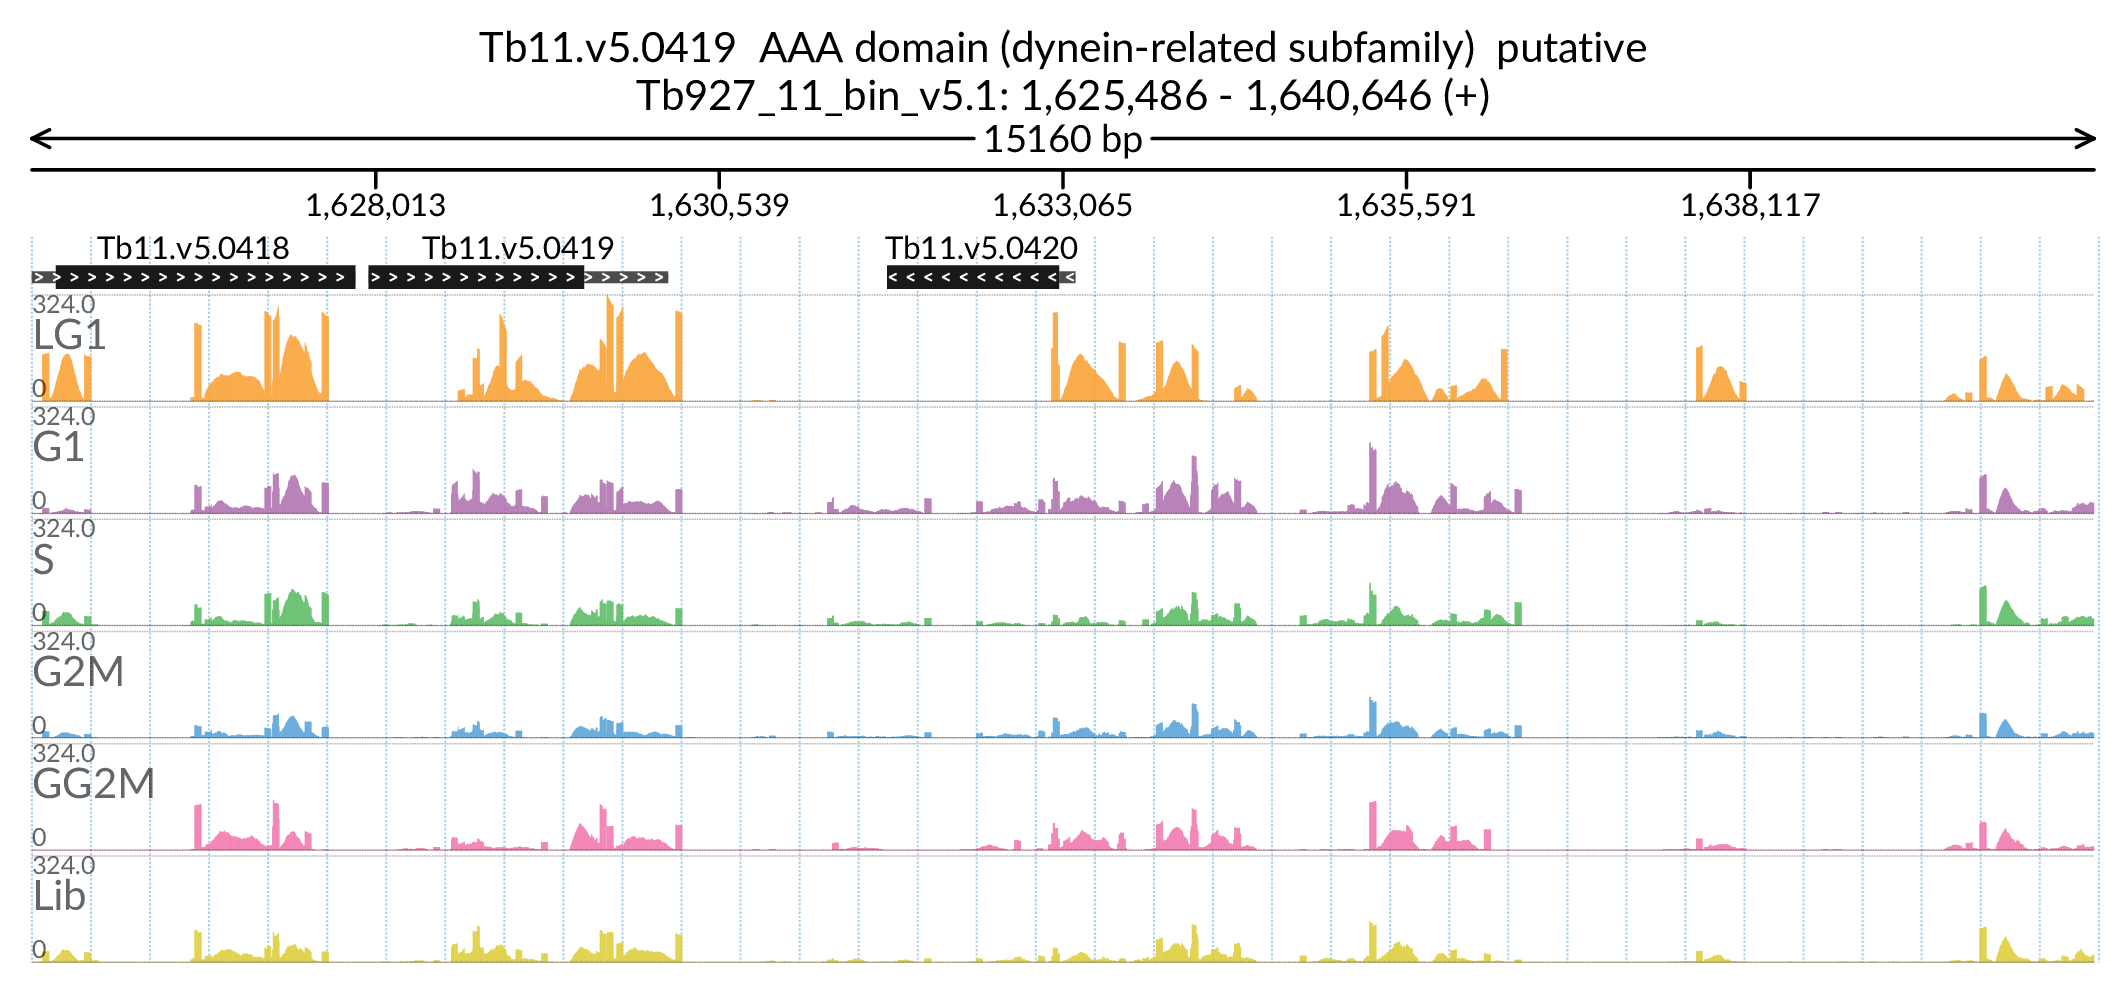 Tb11.v5.0419  AAA domain (dynein-related subfamily)  putative
Tb927_11_bin_v5.1: 1,625,486 - 1,640,646 (+)
15160 bp
1,628,013 1,630,539 1,633,065 1,635,591 1,638,117
Tb11.v5.0418 Tb11.v5.0419 Tb11.v5.0420
324.0
LG1
0
324.0
G1
0
324.0
S
0
324.0
G2M
0
324.0
GG2M
0
324.0
Lib
0